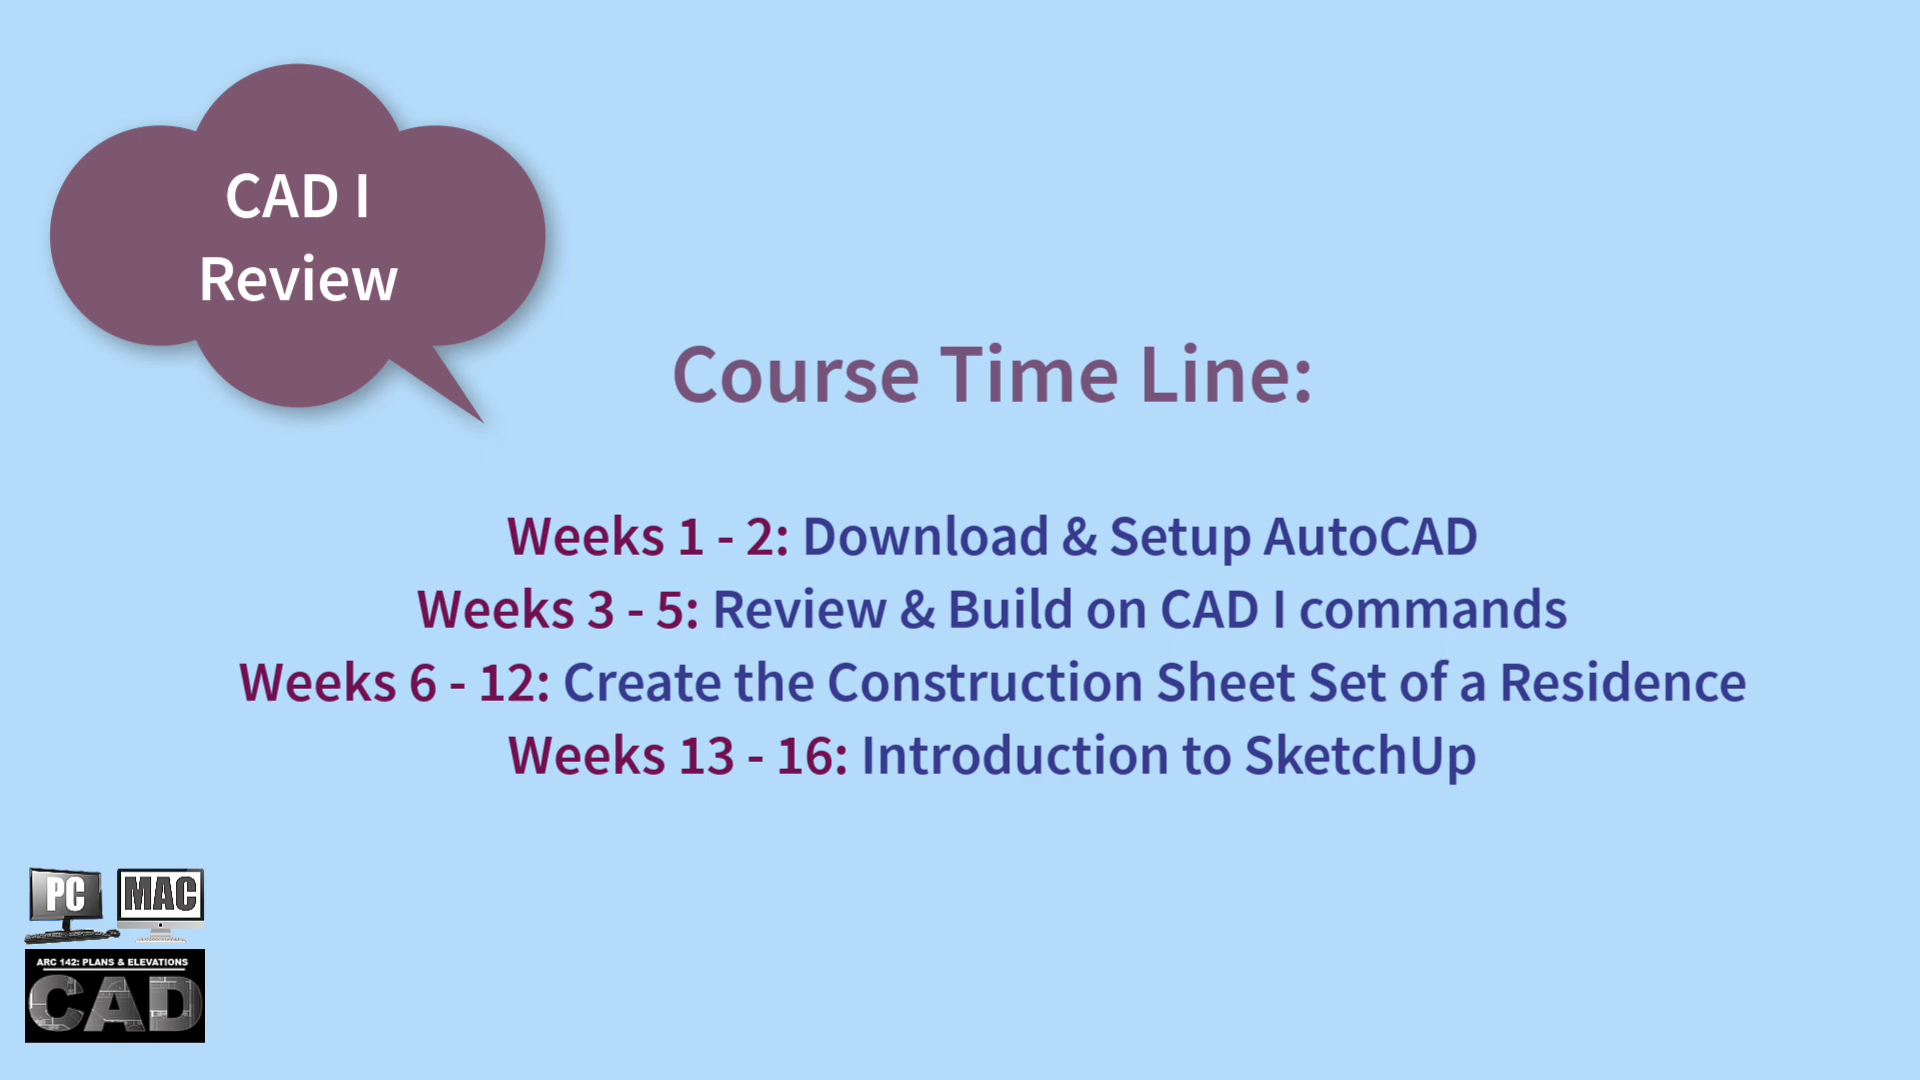 CAD I
Review
Course Time Line:
Weeks 1 - 2: Download & Setup AutoCAD
Weeks 3 - 5: Review & Build on CAD I commands
Weeks 6 - 12: Create the Construction Sheet Set of a Residence
Weeks 13 - 16: Introduction to SketchUp
PC MAC
ARC 142: PLANS & ELEVATIONS
CAD